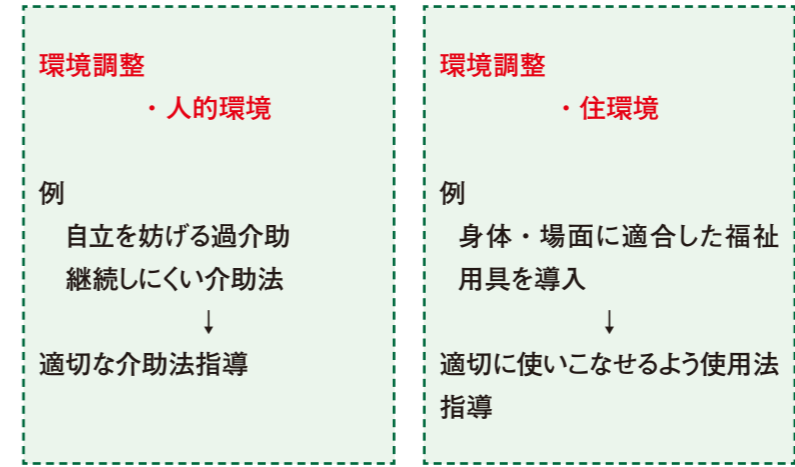 環境調整
・人的環境
例
自立を妨げる過介助
継続しにくい介助法
↓
適切な介助法指導
環境調整
・住環境
例
身体・場面に適合した福祉
用具を導入
↓
適切に使いこなせるよう使用法
指導